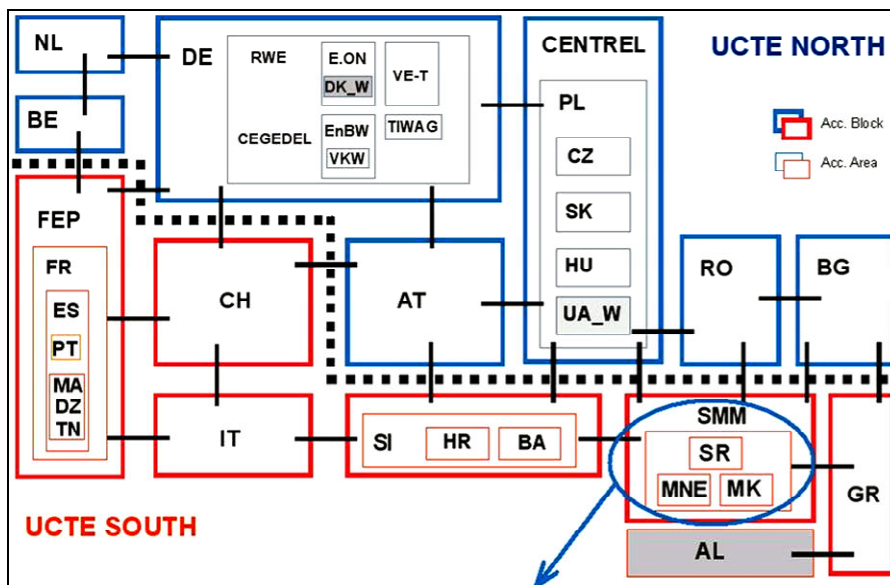 NL
BE
DE
RWE
E.ON
DK_W
VE-T
CEGEDEL
EnBW
VKW
TIWAG
CENTREL
PL
CZ
SK
HU
UA_W
UCTE NORTH
Acc. Block
Acc. Area
FEP
FR
ES
PT
MA
DZ
TN
CH
AT
RO
BG
IT
SI
HR
BA
SMM
SR
MNE
MK
GR
AL
UCTE SOUTH